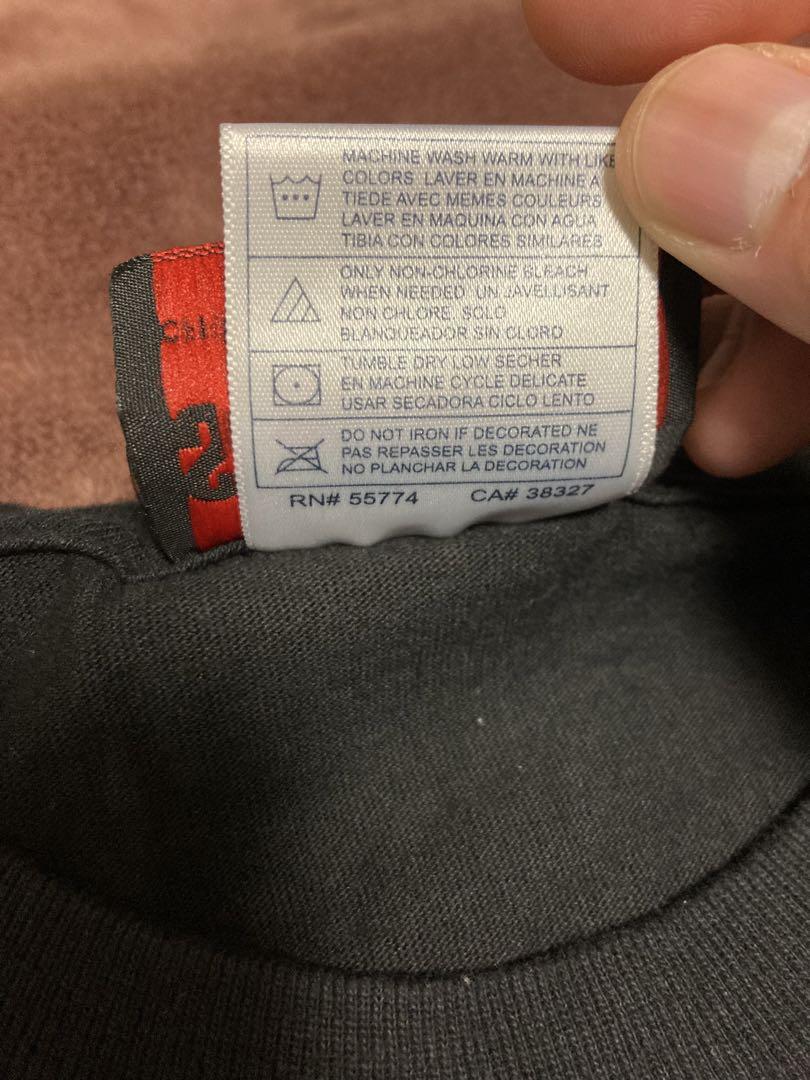 MACHINE WASH WARM WITH LIKE
COLORS LAVER EN MACHINE A
TIEDE AVEC MEMES COULEURS
LAVER EN MAQUINA CON AGUA
TIBIA CON COLORES SIMILARES
ONLY NON-CHLORINE BLEACH
WHEN NEEDED UN JAVELLISANT
NON CHLORE. SOLO
BLANQUEADOR SIN CLORO
TUMBLE DRY LOW SECHER
EN MACHINE CYCLE DELICATE
USAR SECADORA CICLO LENTO
DO NOT IRON IF DECORATED NE
PAS REPASSER LES DECORATION
NO PLANCHAR LA DECORATION
RN# 55774 CA# 38327